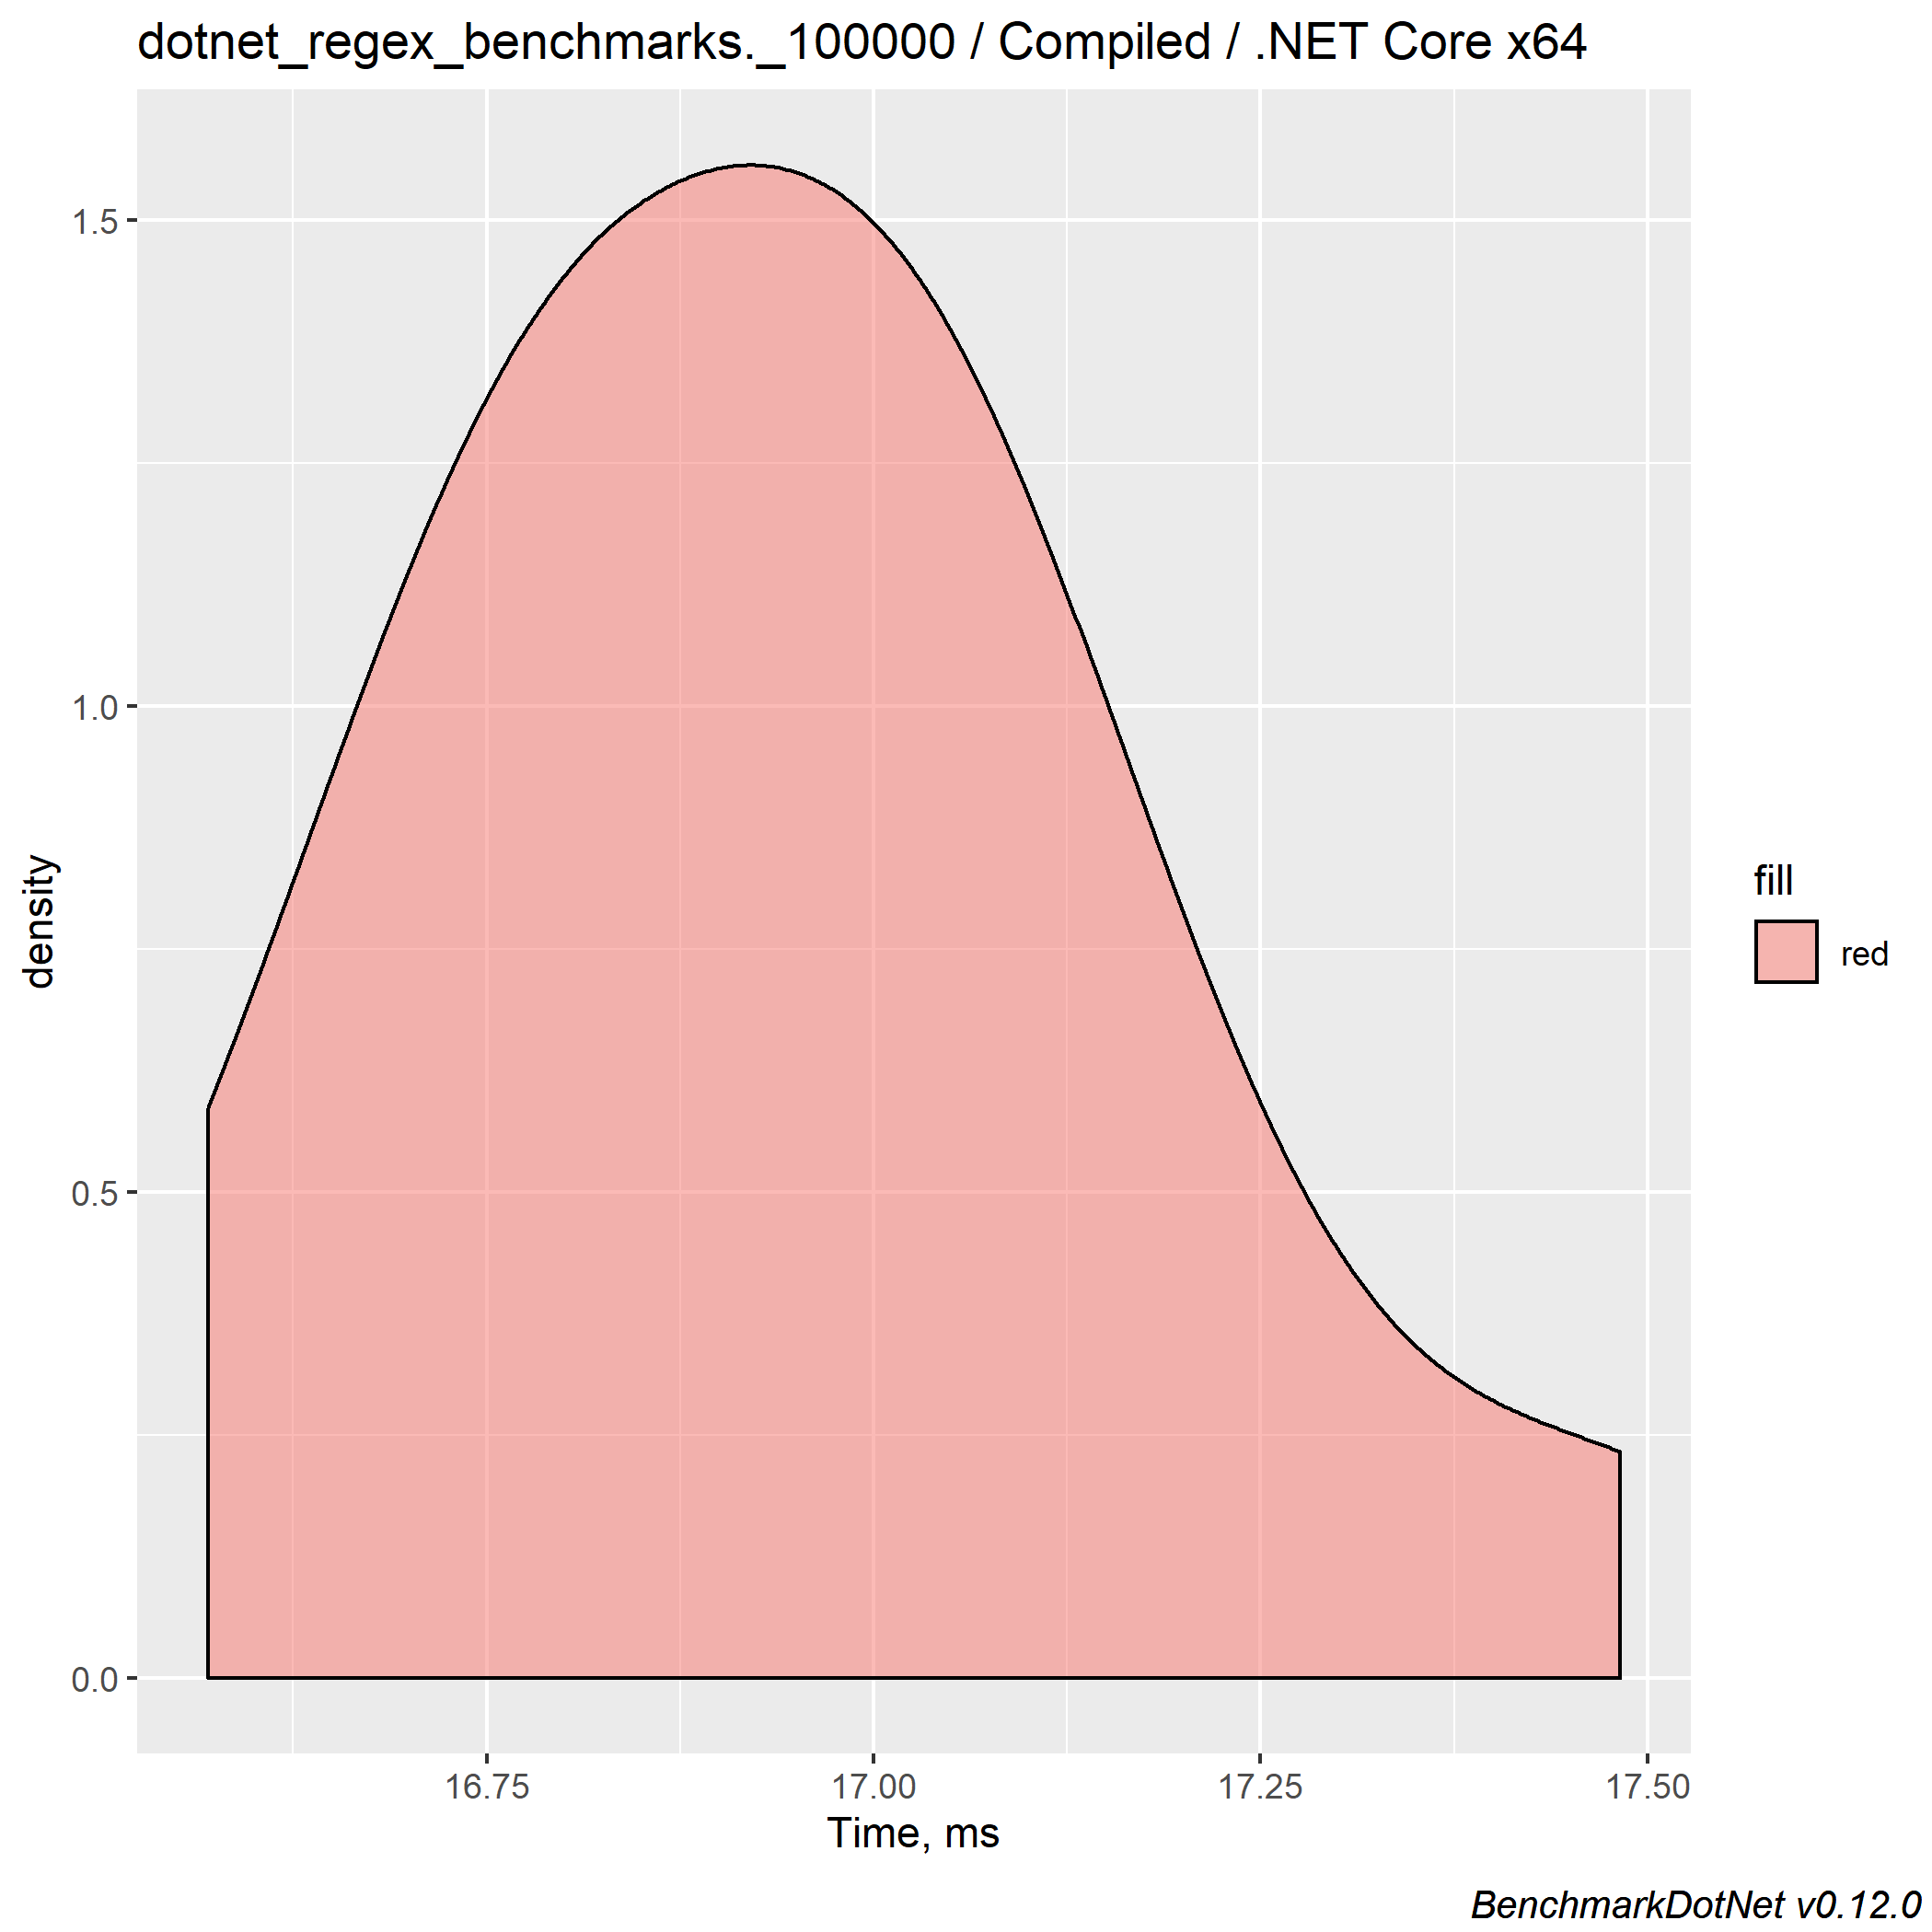 dotnet_regex_benchmarks._100000 / Compiled / .NET Core x64
1.5
1.0
0.5
0.0
density
16.75 17.00 17.25 17.50
Time, ms
fill
red
BenchmarkDotNet v0.12.0